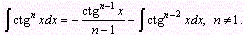 ∫ ctgⁿ x dx = − ctgⁿ⁻¹ x / (n − 1) − ∫ ctgⁿ⁻² x dx, n ≠ 1.